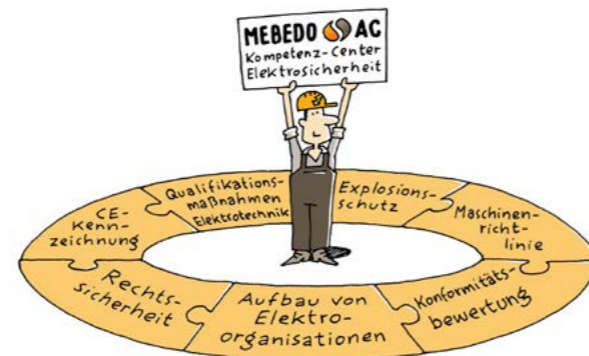 MEBEDO AG
Kompetenz-Center
Elektrosicherheit
Qualifikations-
maßnahmen
Elektrotechnik
Explosions-
schutz
CE-
Kenn-
zeichnung
Maschinen-
richt-
linie
Rechts-
sicherheit
Aufbau von
Elektro-
organisationen
Konformitäts-
bewertung